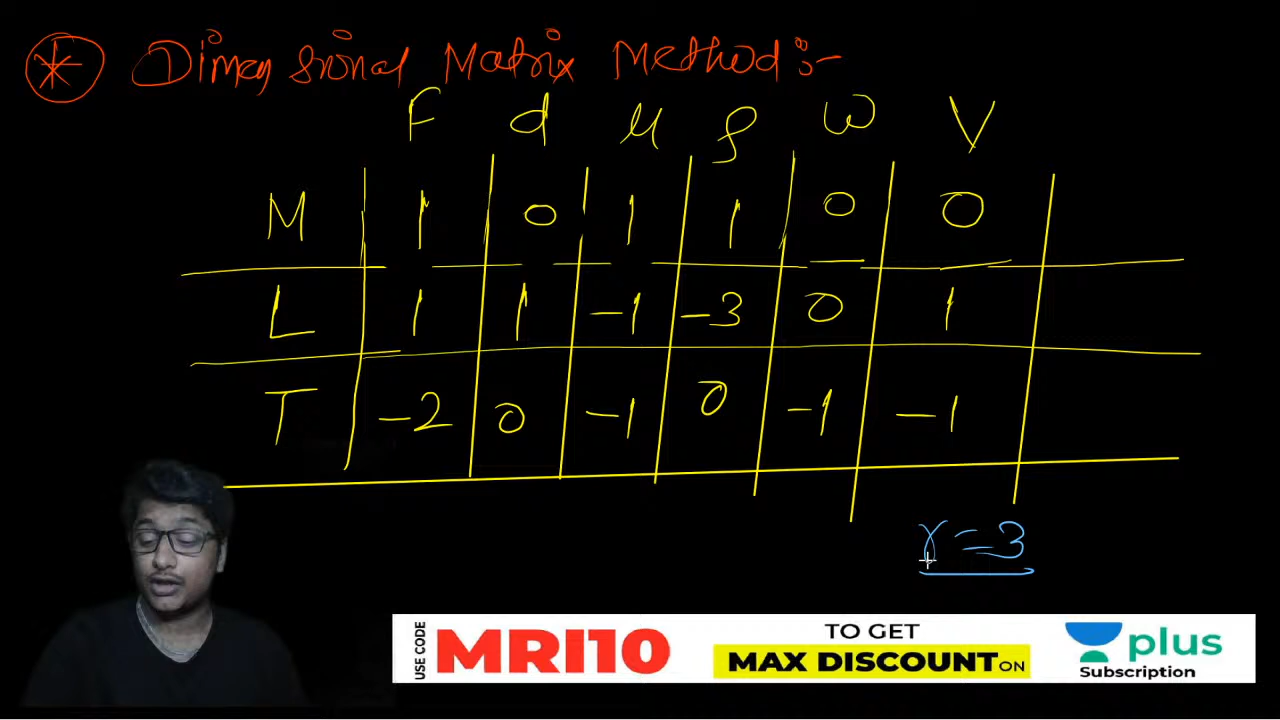 * Dimensional Matrix Method :-
F d μ ρ ω V
M 1 0 1 1 0 0
L 1 1 -1 -3 0 1
T -2 0 -1 0 -1 -1
r = 3
USE CODE MRI10 TO GET MAX DISCOUNT ON plus Subscription